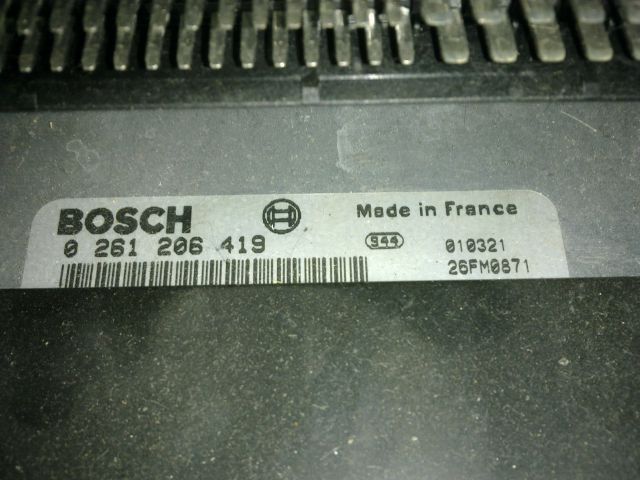 BOSCH
Made in France
0 261 206 419
944
010321
26FM0871